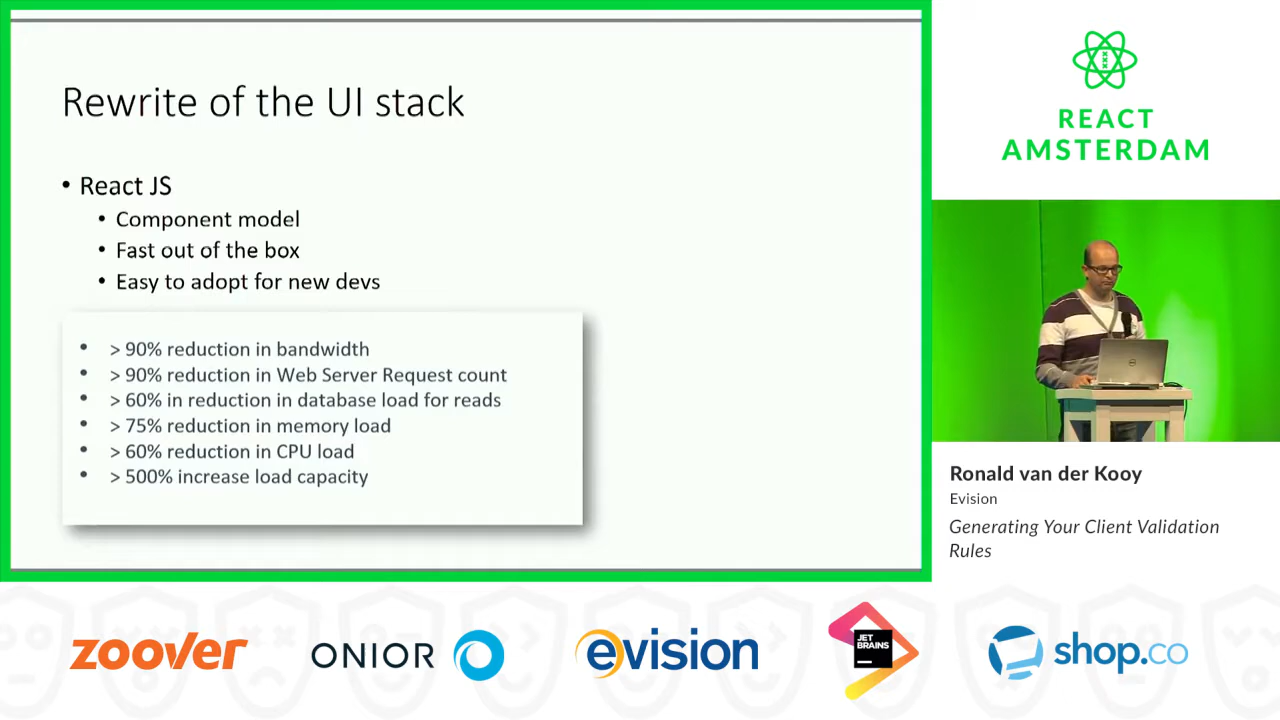 Rewrite of the UI stack
• React JS
• Component model
• Fast out of the box
• Easy to adopt for new devs
• > 90% reduction in bandwidth
• > 90% reduction in Web Server Request count
• > 60% in reduction in database load for reads
• > 75% reduction in memory load
• > 60% reduction in CPU load
• > 500% increase load capacity
REACT
AMSTERDAM
Ronald van der Kooy
Evision
Generating Your Client Validation
Rules
zoover
ONIOR
evision
JET
BRAINS
shop.co